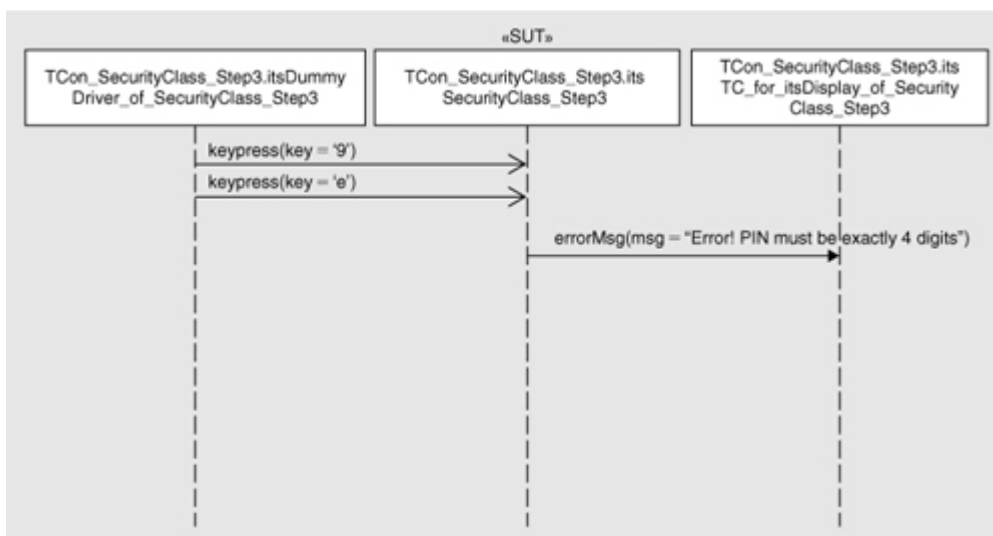 «SUT»
TCon_SecurityClass_Step3.itsDummy
Driver_of_SecurityClass_Step3
TCon_SecurityClass_Step3.its
SecurityClass_Step3
TCon_SecurityClass_Step3.its
TC_for_itsDisplay_of_Security
Class_Step3
keypress(key = ‘9’)
keypress(key = ‘e’)
errorMsg(msg = “Error! PIN must be exactly 4 digits”)